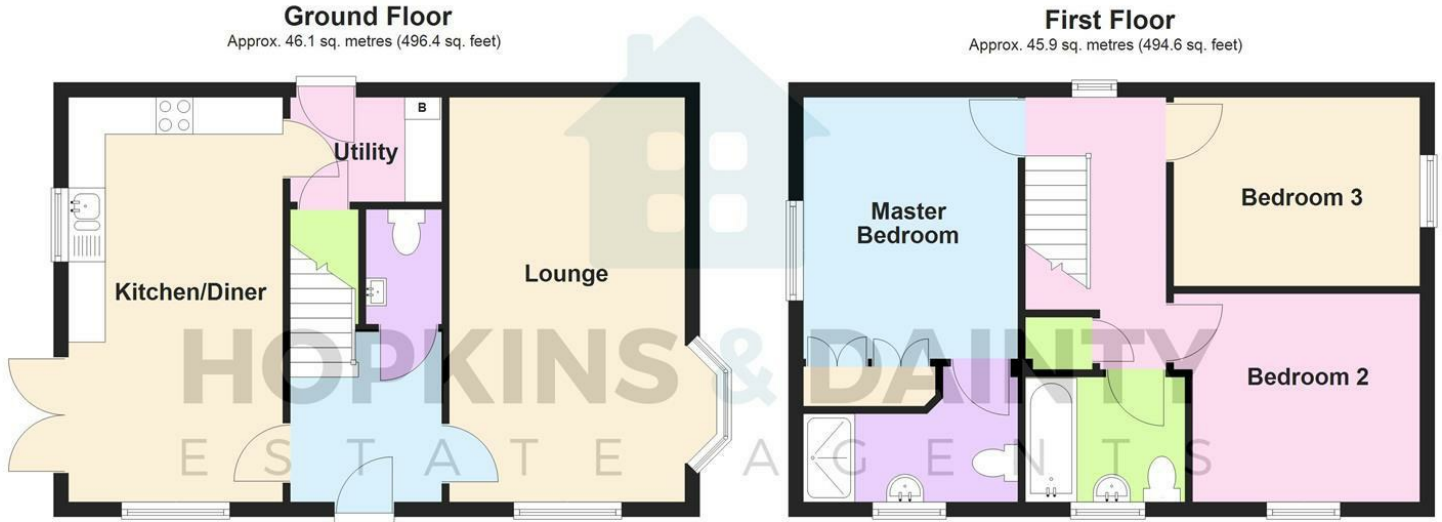 Ground Floor
Approx. 46.1 sq. metres (496.4 sq. feet)
B
Utility
Lounge
Kitchen/Diner
First Floor
Approx. 45.9 sq. metres (494.6 sq. feet)
Master
Bedroom
Bedroom 3
Bedroom 2
HOPKINS & DAINTY
ESTATE AGENTS